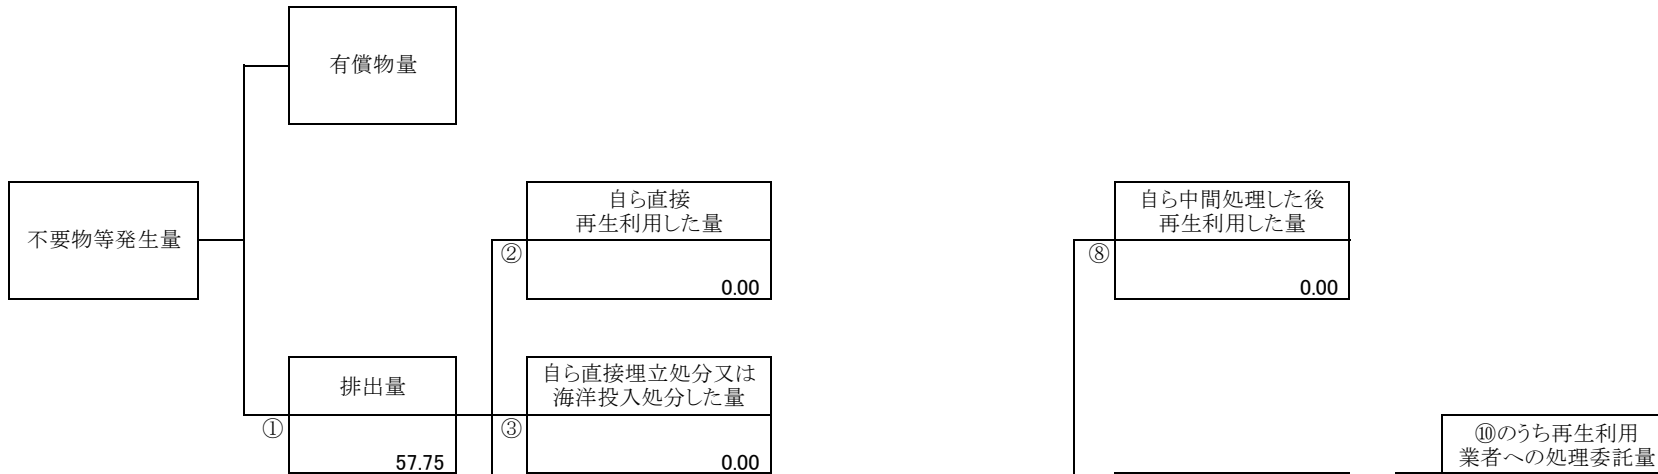 有償物量
不要物等発生量
自ら直接
再生利用した量
②
0.00
自ら中間処理した後
再生利用した量
⑧
0.00
排出量
①
57.75
自ら直接埋立処分又は
海洋投入処分した量
③
0.00
⑩のうち再生利用
業者への処理委託量